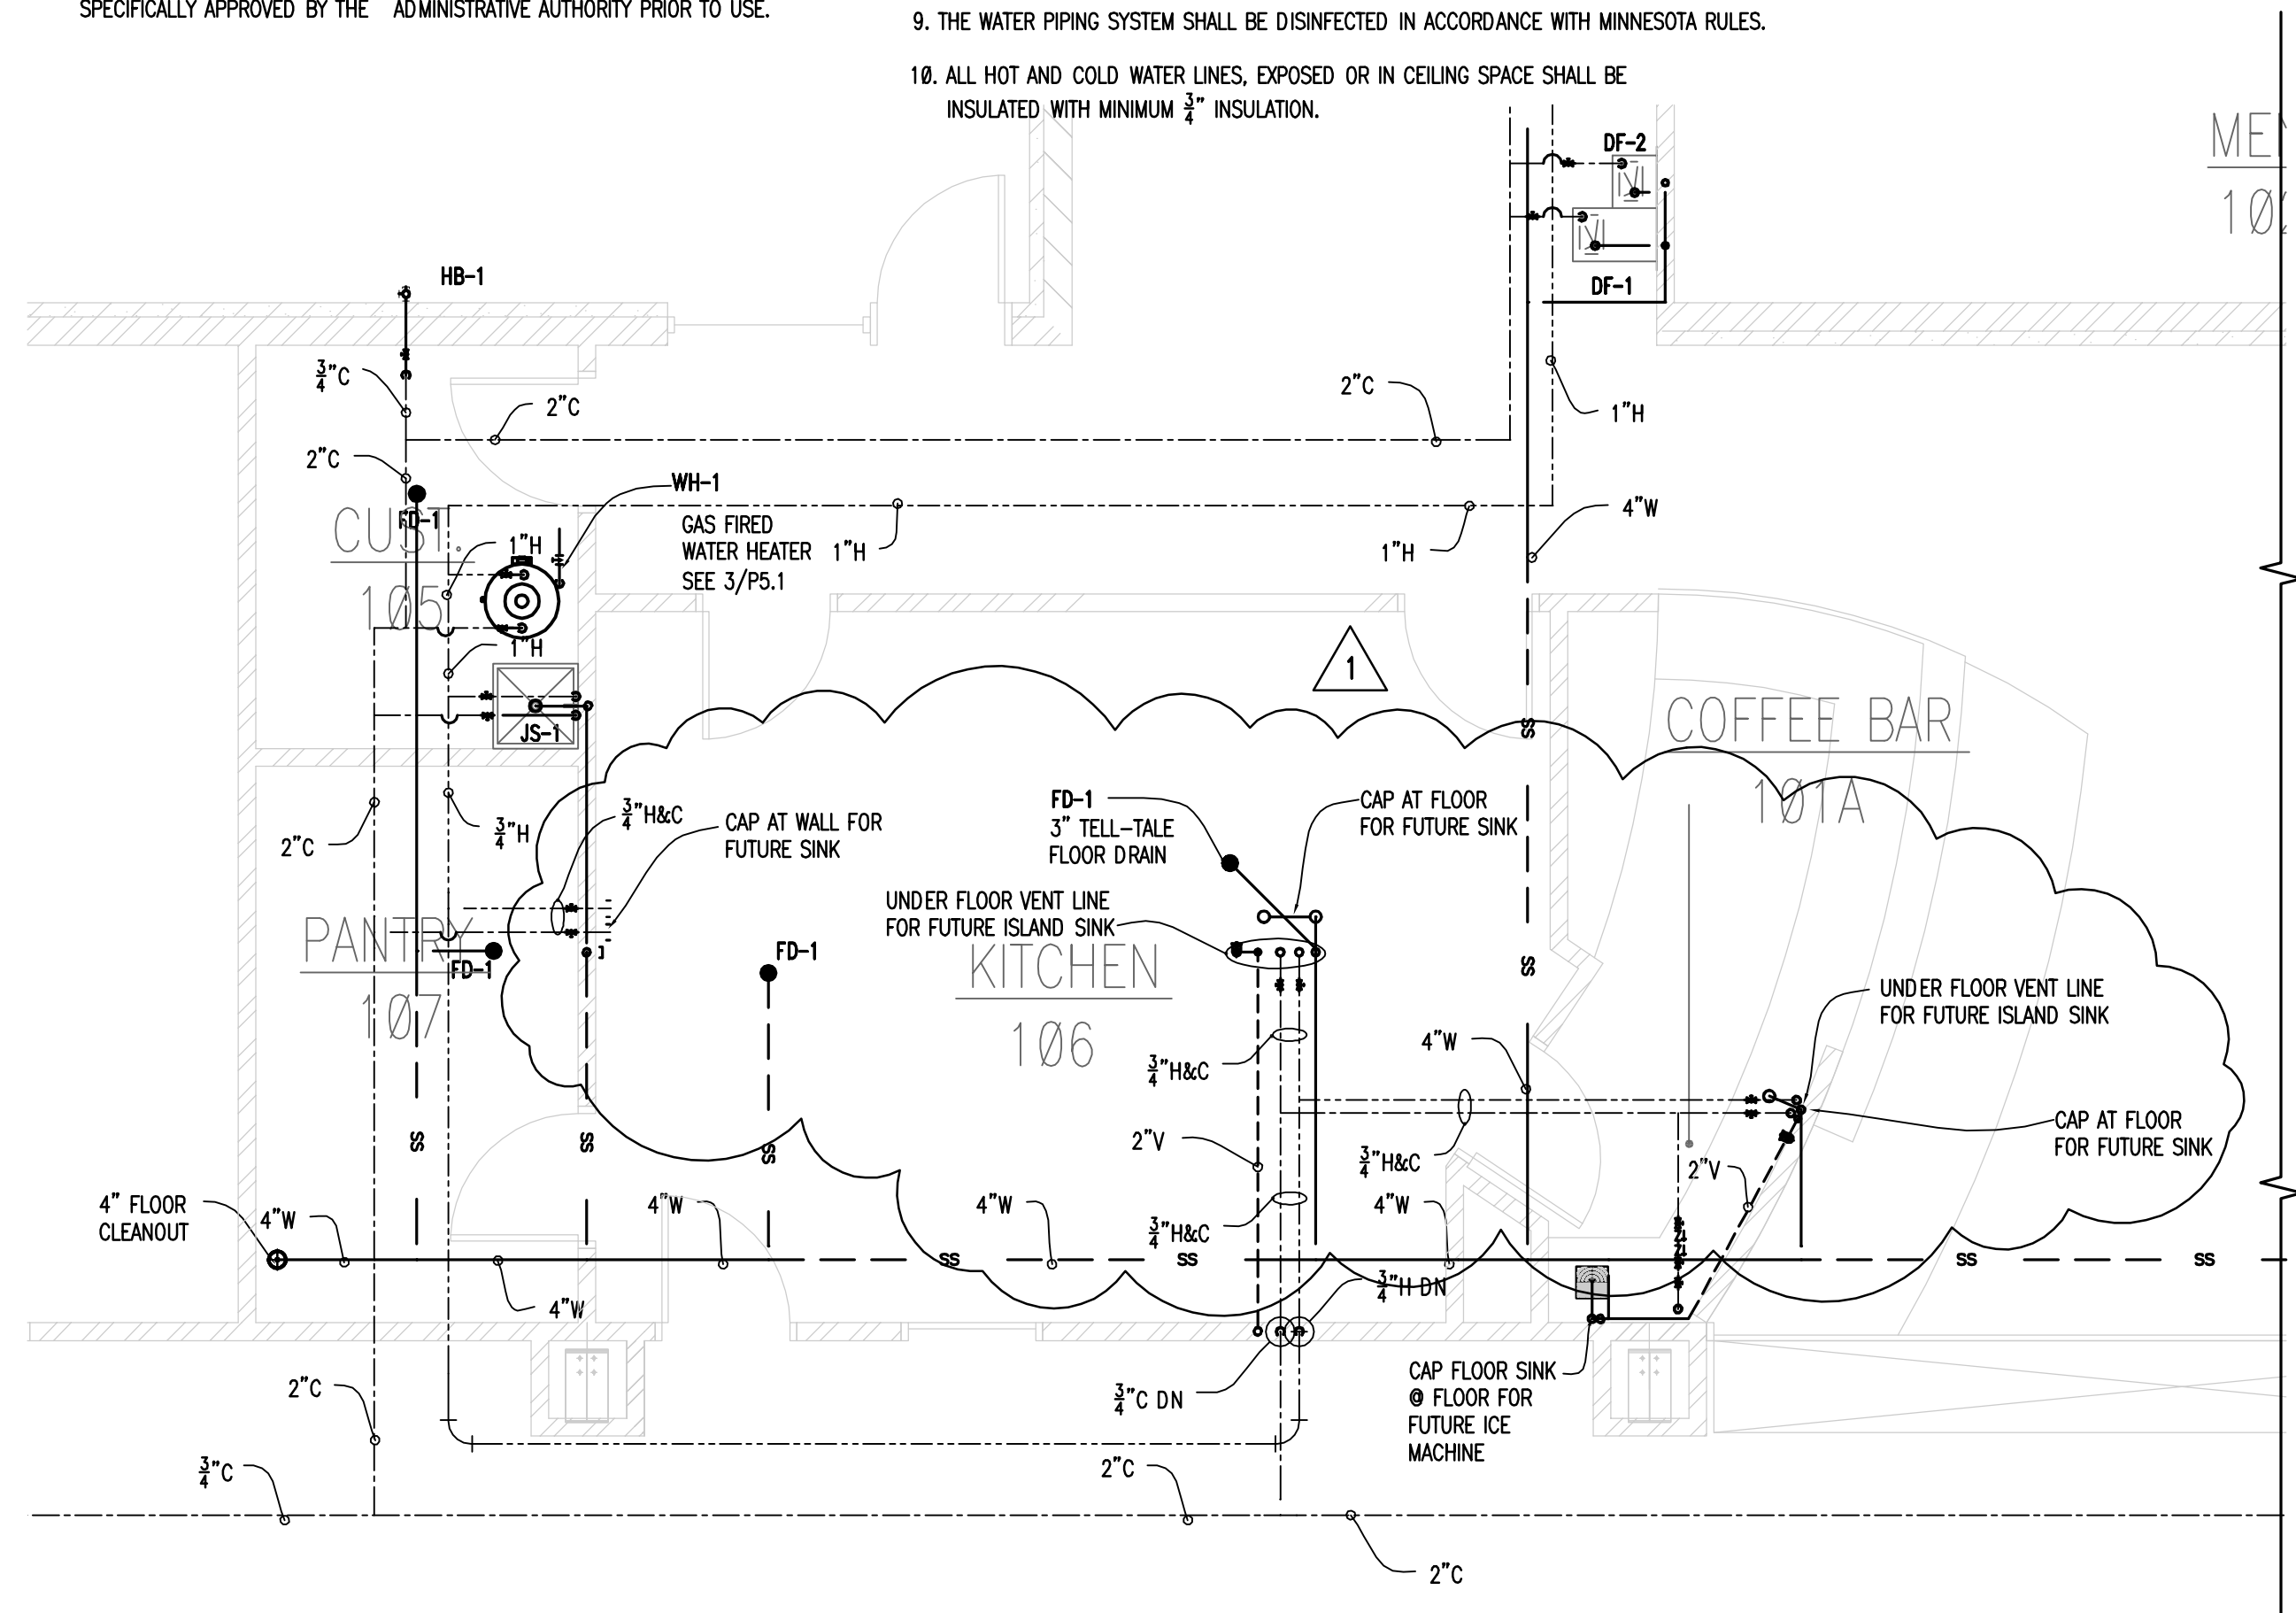 SPECIFICALLY APPROVED BY THE ADMINISTRATIVE AUTHORITY PRIOR TO USE.
9. THE WATER PIPING SYSTEM SHALL BE DISINFECTED IN ACCORDANCE WITH MINNESOTA RULES.
10. ALL HOT AND COLD WATER LINES, EXPOSED OR IN CEILING SPACE SHALL BE
INSULATED WITH MINIMUM 3/4" INSULATION.
DF-2
DF-1
HB-1
3/4"C
2"C
2"C
1"H
2"C
WH-1
GAS FIRED
WATER HEATER
SEE 3/P5.1
1"H
1"H
4"W
FD-1
CUST.
105
1"H
1"H
JS-1
1
COFFEE BAR
101A
SS
3/4"H
2"C
3/4"H&C
CAP AT WALL FOR
FUTURE SINK
FD-1
3" TELL-TALE
FLOOR DRAIN
CAP AT FLOOR
FOR FUTURE SINK
UNDER FLOOR VENT LINE
FOR FUTURE ISLAND SINK
PANTRY
107
FD-1
FD-1
KITCHEN
106
SS
UNDER FLOOR VENT LINE
FOR FUTURE ISLAND SINK
4"W
3/4"H&C
2"V
3/4"H&C
CAP AT FLOOR
FOR FUTURE SINK
2"V
SS
SS
SS
4" FLOOR
CLEANOUT
4"W
4"W
4"W
3/4"H&C
4"W
SS
SS
SS
SS
4"W
3/4"H DN
3/4"C DN
CAP FLOOR SINK
@ FLOOR FOR
FUTURE ICE
MACHINE
2"C
3/4"C
2"C
2"C